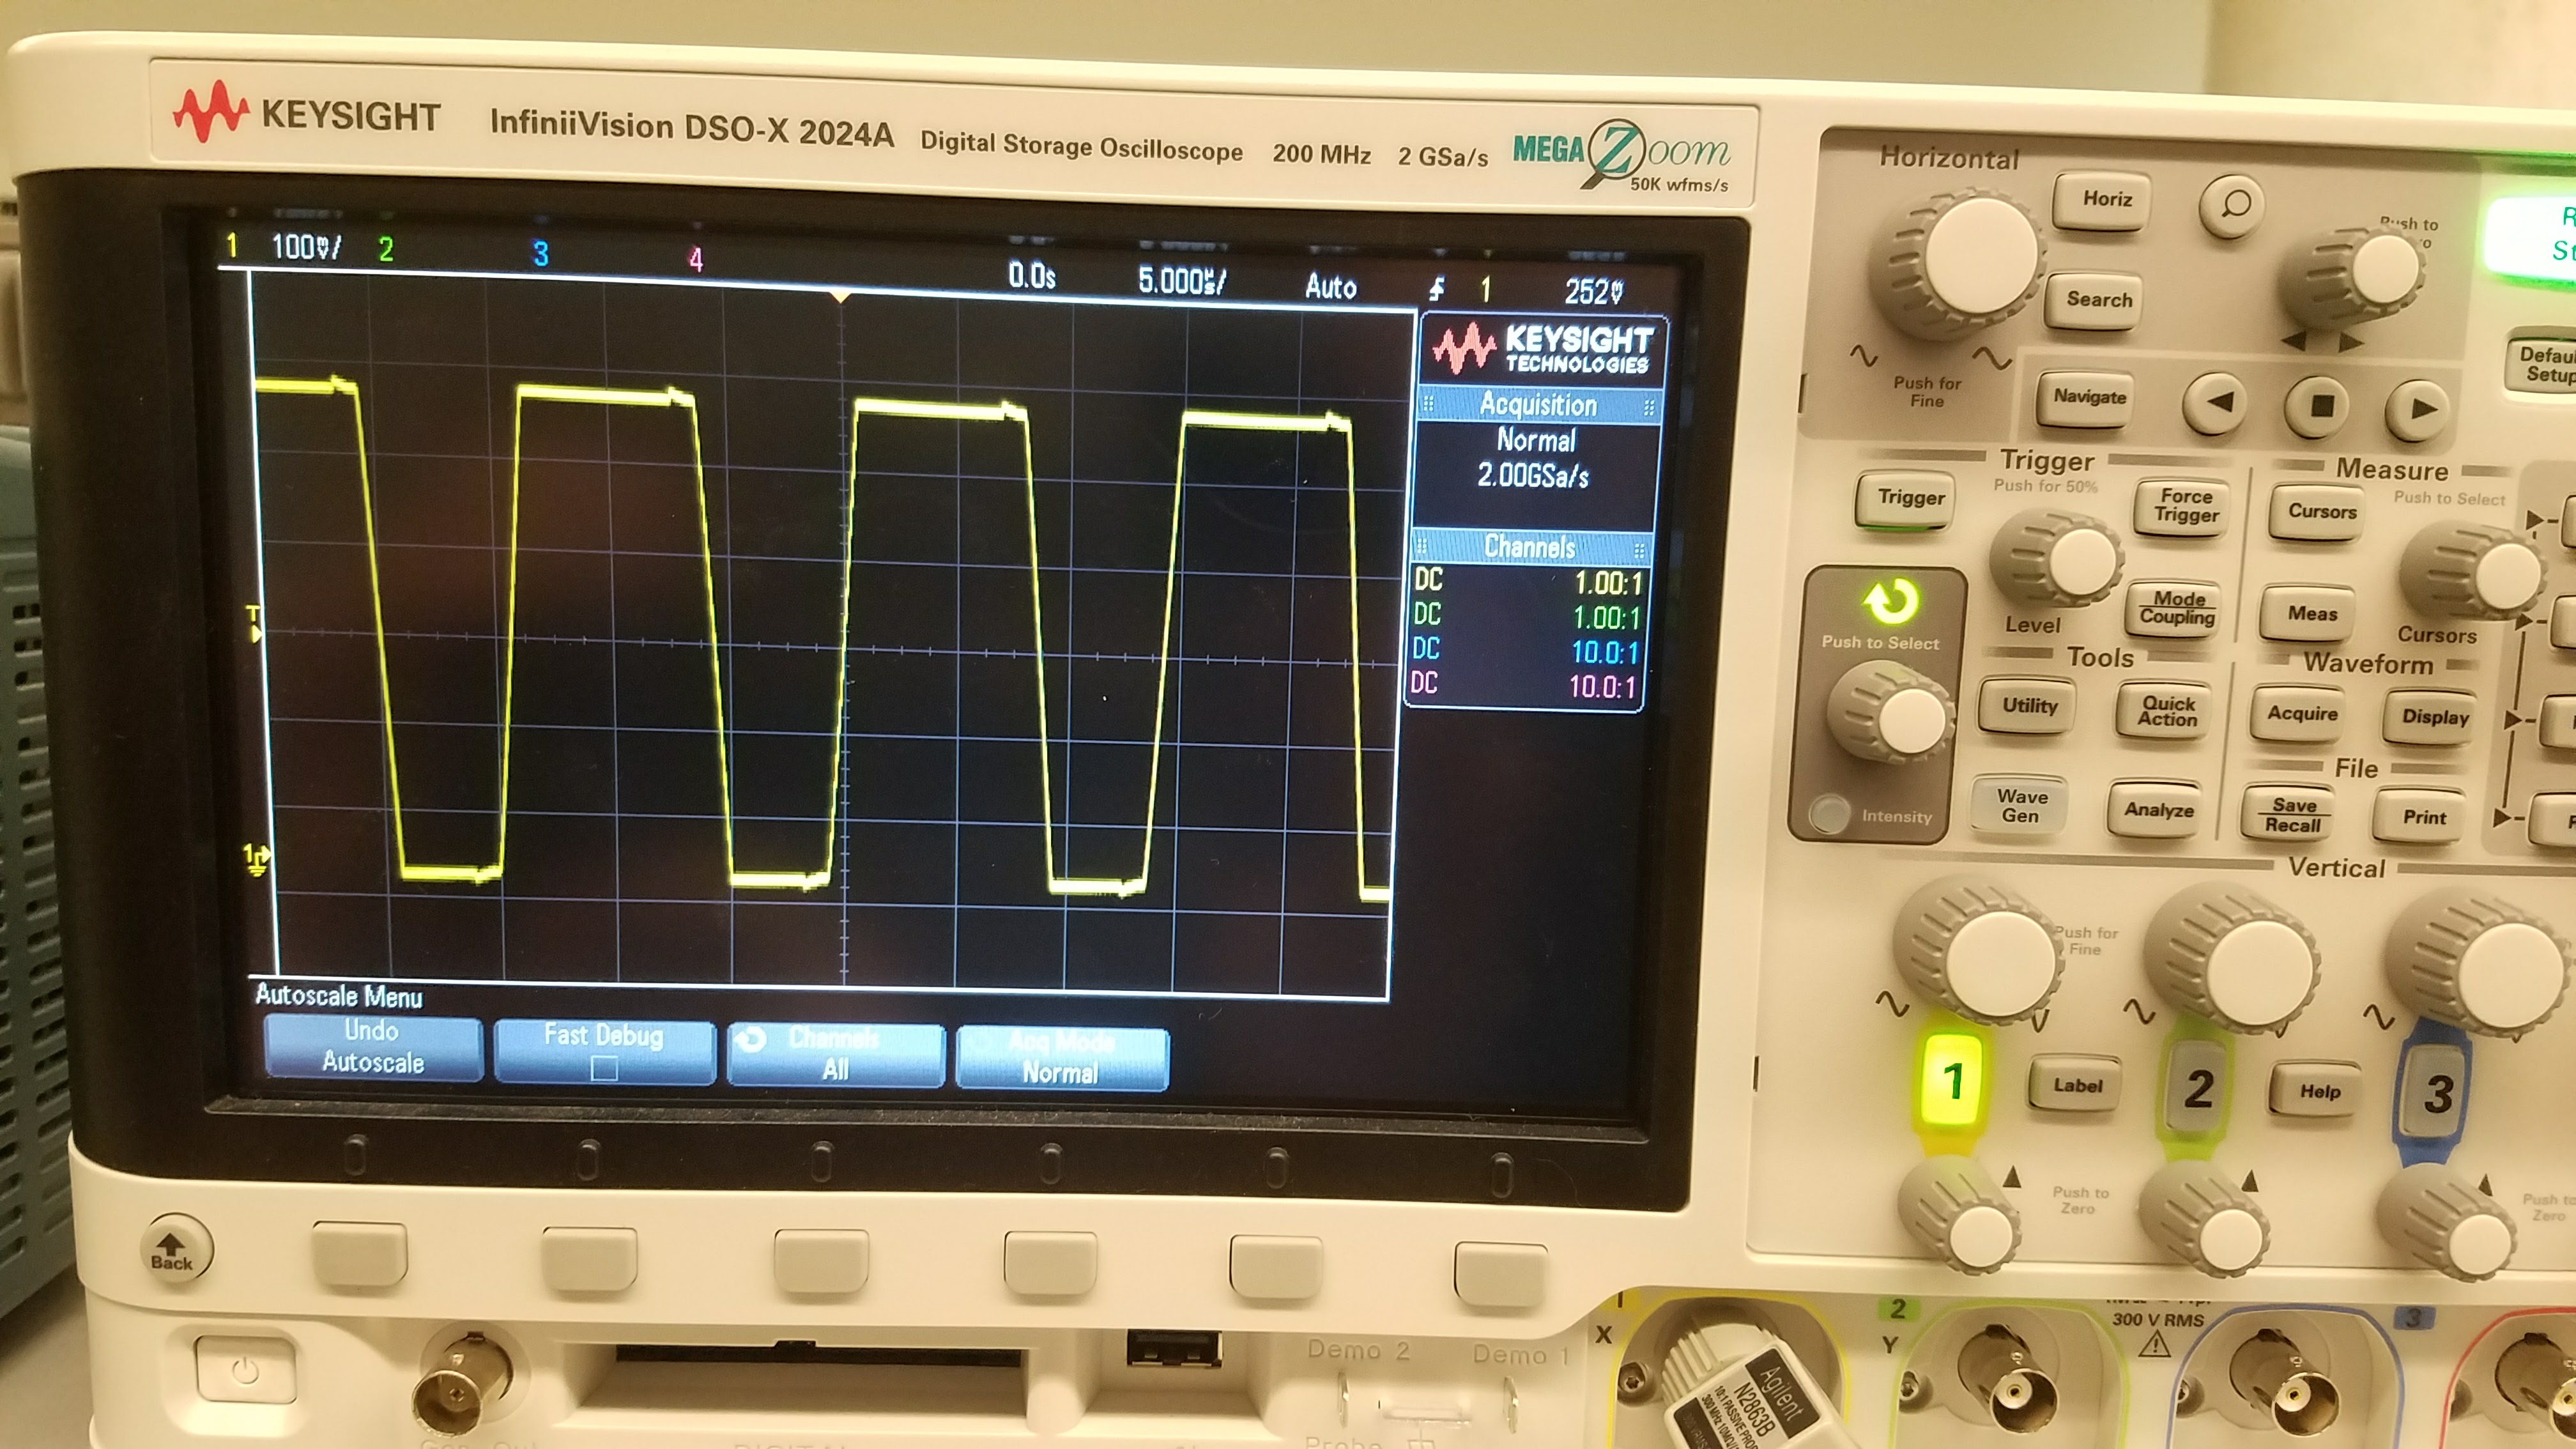 KEYSIGHT InfiniiVision DSO-X 2024A Digital Storage Oscilloscope 200 MHz 2 GSa/s MEGA Zoom
50K wfms/s
1 100mV/ 2 3 4 0.0s 5.000µs/ Auto 1 252mV
KEYSIGHT
TECHNOLOGIES
Acquisition
Normal
2.00GSa/s
Channels
DC 1.00:1
DC 1.00:1
DC 10.0:1
DC 10.0:1
T
1
Autoscale Menu
Undo
Autoscale
Fast Debug
Channels
All
Acq Mode
Normal
Back
Horizontal
Horiz
Push to
Search
Push for
Fine
Navigate
Defau
Setup
Trigger
Push for 50%
Trigger
Force
Trigger
Level
Mode
Coupling
Measure
Push to Select
Cursors
Meas
Cursors
Push to Select
Intensity
Tools
Utility
Quick
Action
Wave
Gen
Analyze
Waveform
Acquire
Display
File
Save
Recall
Print
Vertical
Push for
Fine
1
Label
2
Help
3
Push to
Zero
Push to
Zero
Demo 2
Demo 1
X
2
Y
300 V RMS
3
Agilent
N2863B
10:1 PASSIVE PROBE